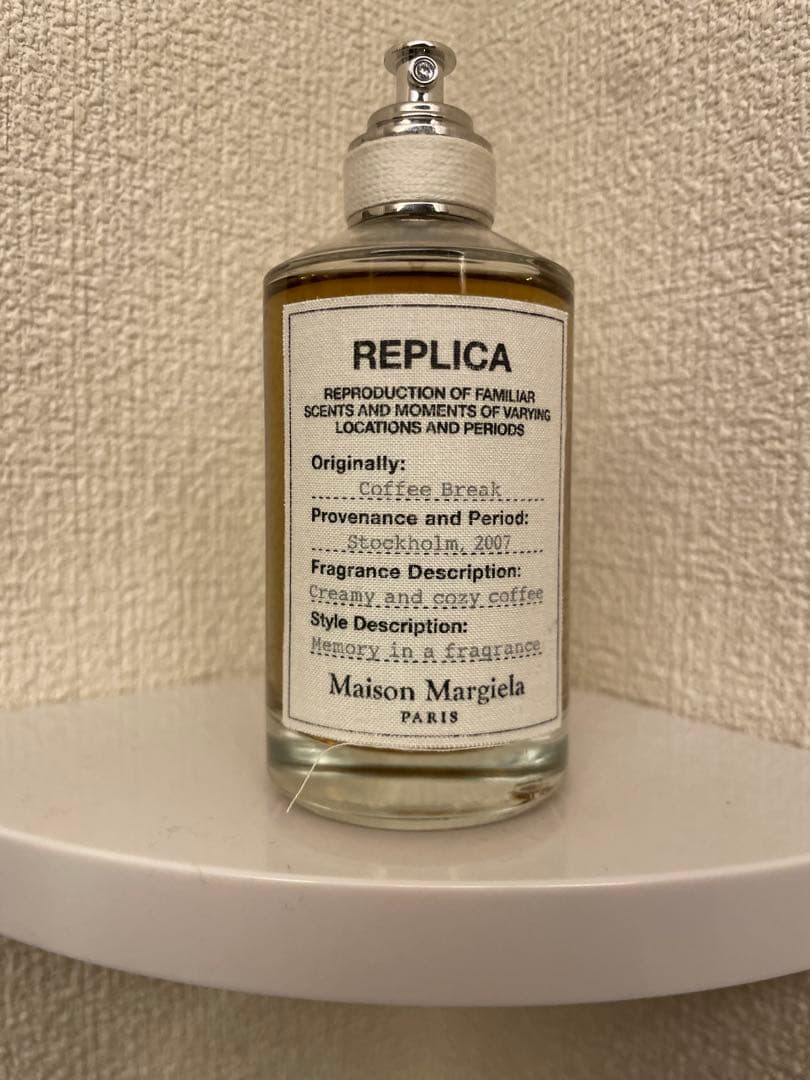 REPLICA
REPRODUCTION OF FAMILIAR
SCENTS AND MOMENTS OF VARYING
LOCATIONS AND PERIODS
Originally:
Coffee Break
Provenance and Period:
Stockholm, 2007
Fragrance Description:
Creamy and cozy coffee
Style Description:
Memory in a fragrance
Maison Margiela
PARIS